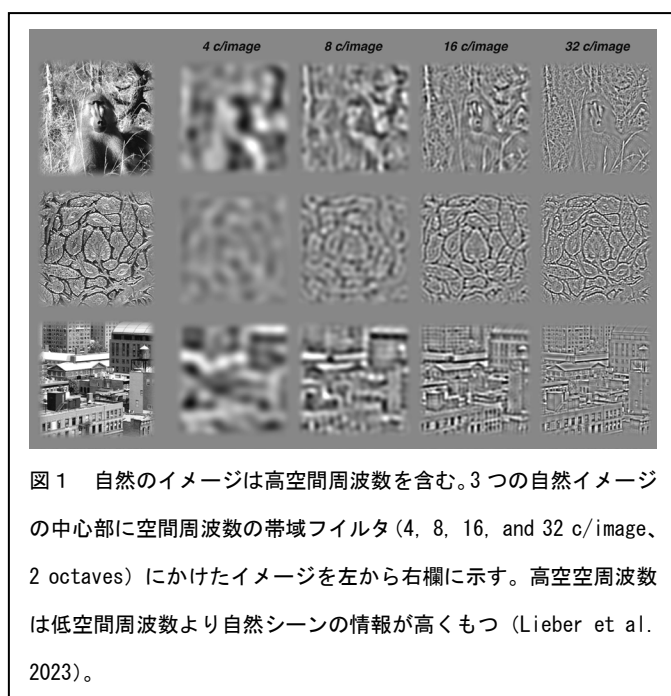 4 c/image 8 c/image 16 c/image 32 c/image
図１　自然のイメージは高空間周波数を含む。3 つの自然イメージ
の中心部に空間周波数の帯域フイルタ（4, 8, 16, and 32 c/image、
2 octaves）にかけたイメージを左から右欄に示す。高空空周波数
は低空間周波数より自然シーンの情報が高くもつ（Lieber et al.
2023）。